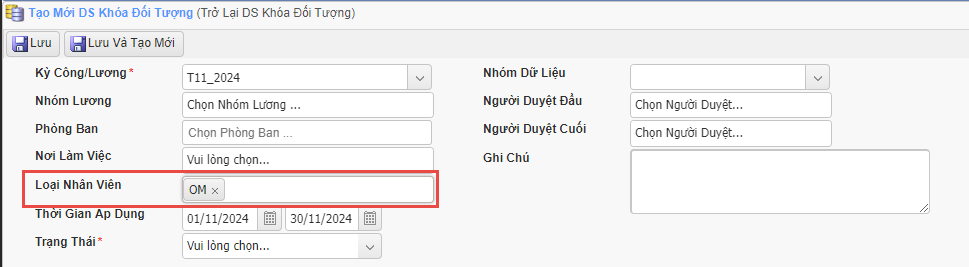 Tạo Mới DS Khóa Đối Tượng (Trở Lại DS Khóa Đối Tượng)
Lưu Lưu Và Tạo Mới
Kỳ Công/Lương* T11_2024 Nhóm Dữ Liệu
Nhóm Lương Chọn Nhóm Lương ... Người Duyệt Đầu Chọn Người Duyệt...
Phòng Ban Chọn Phòng Ban ... Người Duyệt Cuối Chọn Người Duyệt...
Nơi Làm Việc Vui lòng chọn... Ghi Chú
Loại Nhân Viên OM ×
Thời Gian Áp Dụng 01/11/2024 30/11/2024
Trạng Thái* Vui lòng chọn...